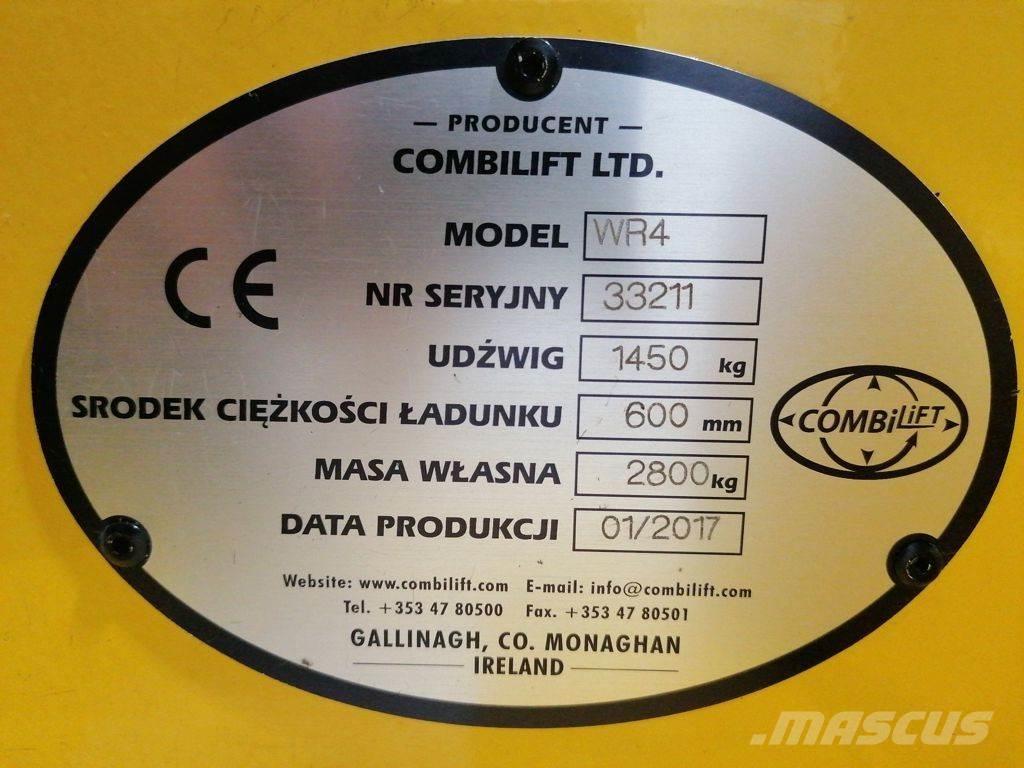 — PRODUCENT —
COMBILIFT LTD.
CE
MODEL WR4
NR SERYJNY 33211
UDŹWIG 1450 kg
SRODEK CIĘŻKOŚCI ŁADUNKU 600 mm
COMBiLiFT
MASA WŁASNA 2800 kg
DATA PRODUKCJI 01/2017
Website: www.combilift.com E-mail: info@combilift.com
Tel. +353 47 80500 Fax. +353 47 80501
GALLINAGH, CO. MONAGHAN
IRELAND
.MASCUS